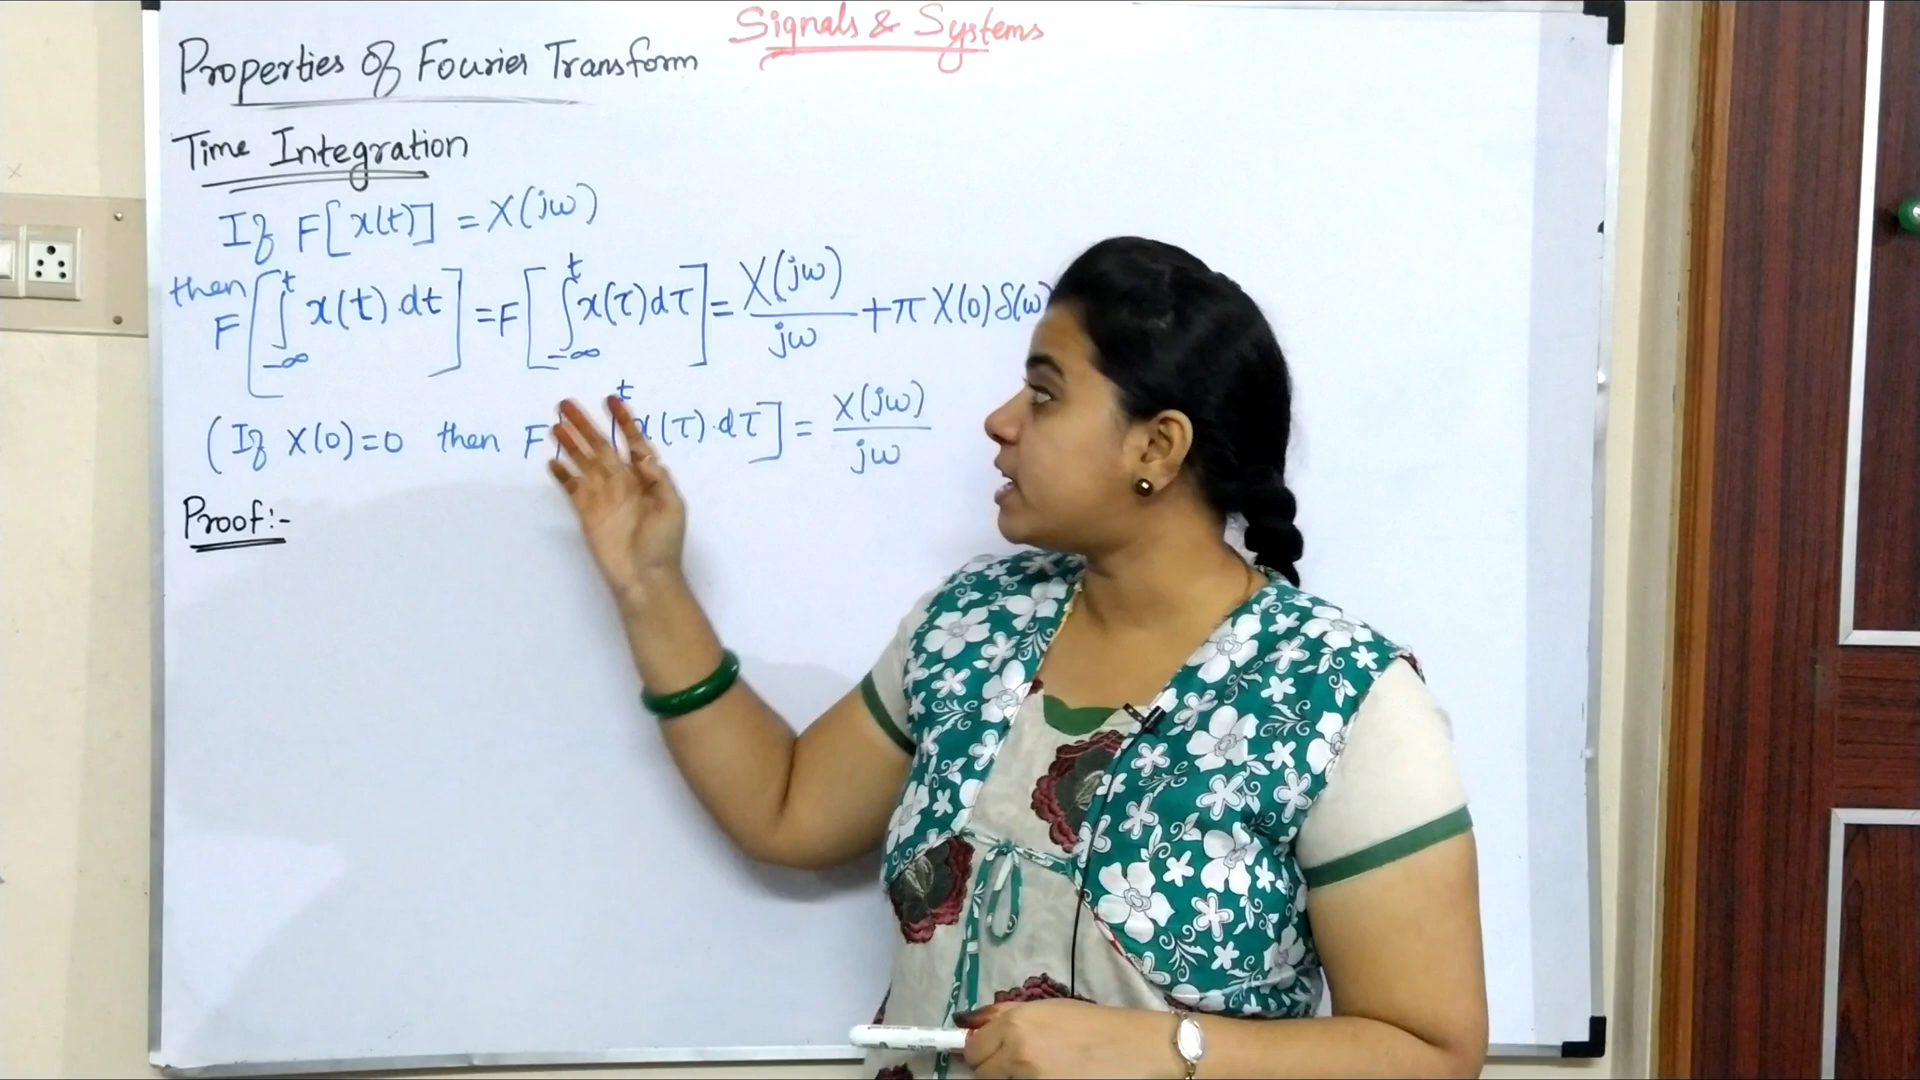 Signals & Systems
Properties Of Fourier Transform
Time Integration
If F[x(t)] = X(jω)
then F[∫_{-∞}^{t} x(t).dt] = F[∫_{-∞}^{t} x(τ)dτ] = X(jω)/jω + π X(0) δ(ω)
(If X(0)=0 then F[∫^{t} x(τ).dτ] = X(jω)/jω
Proof:-